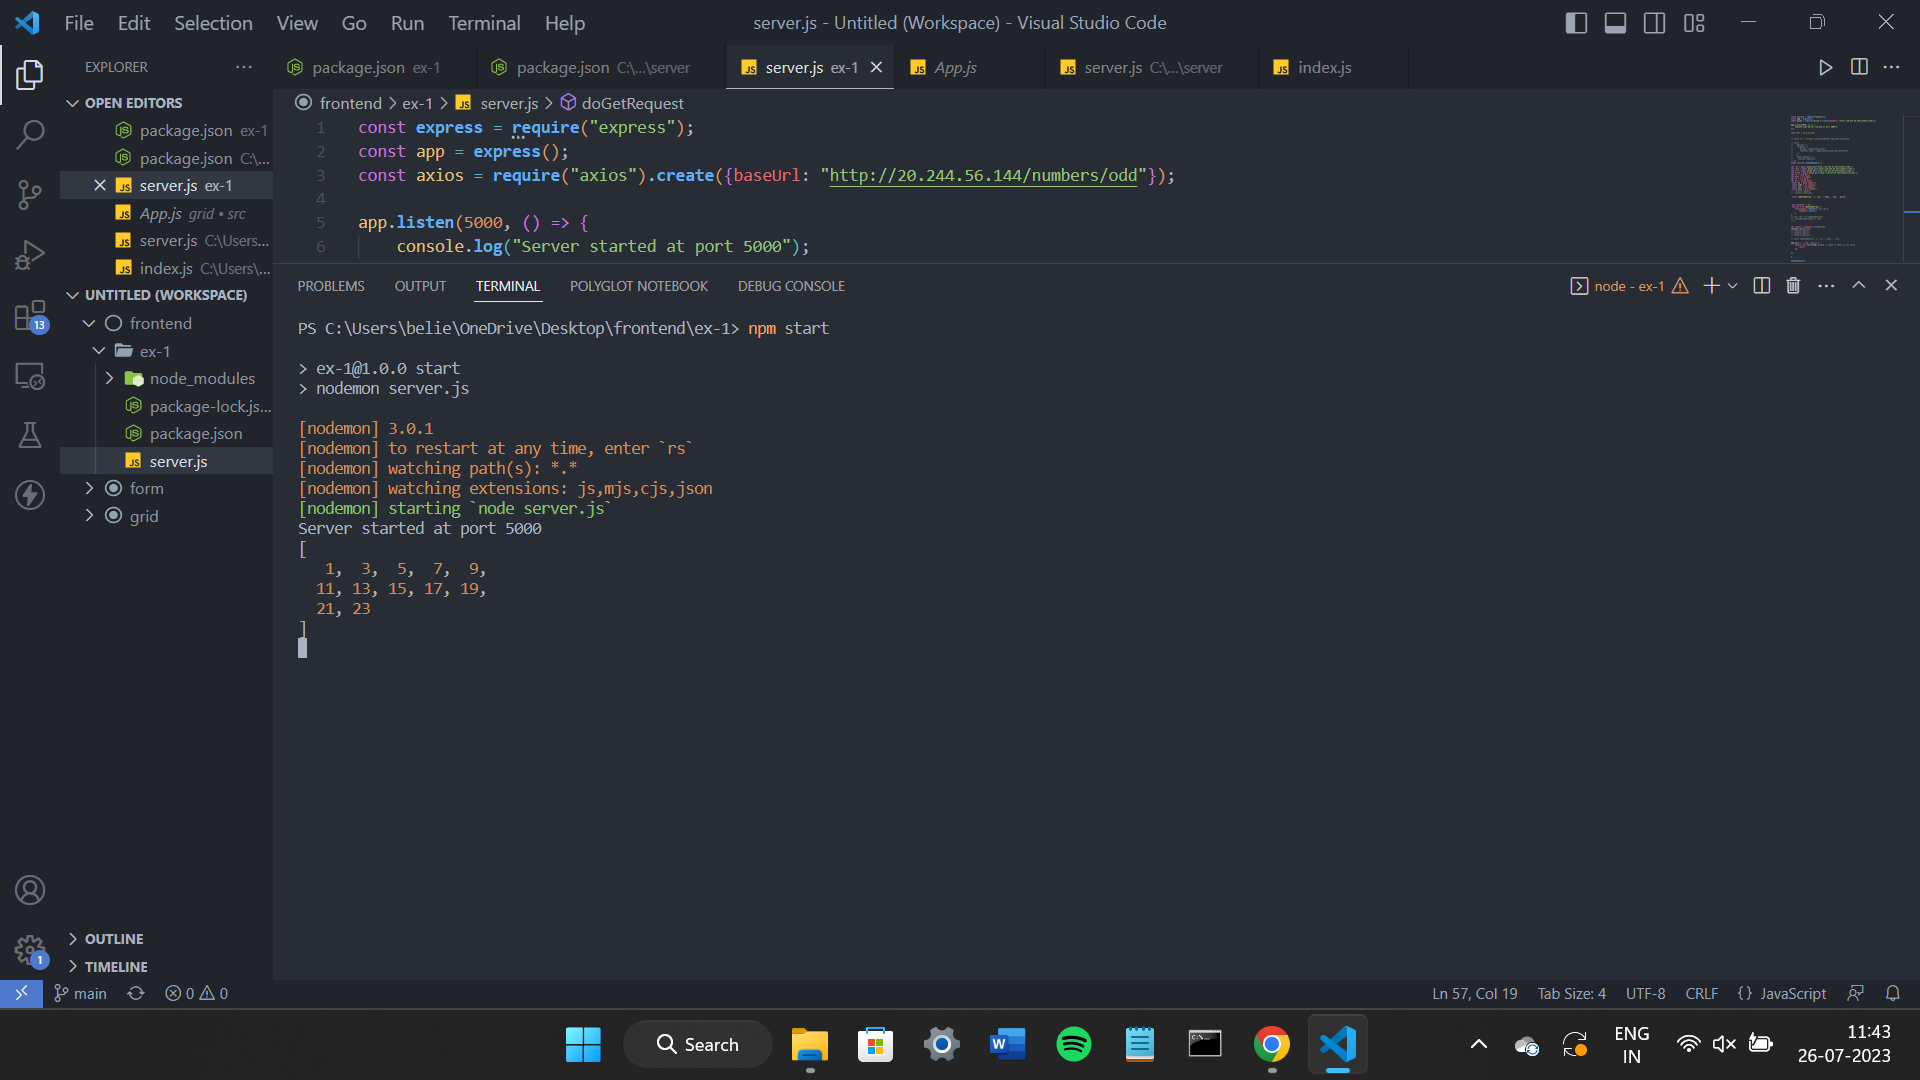 File Edit Selection View Go Run Terminal Help
server.js - Untitled (Workspace) - Visual Studio Code
EXPLORER
package.json ex-1
package.json C:\...\server
server.js ex-1
App.js
server.js C:\...\server
index.js
OPEN EDITORS
package.json ex-1
package.json C:\...
server.js ex-1
App.js grid • src
server.js C:\Users...
index.js C:\Users\...
UNTITLED (WORKSPACE)
frontend
ex-1
node_modules
package-lock.js...
package.json
server.js
form
grid
OUTLINE
TIMELINE
13
1
frontend > ex-1 > server.js > doGetRequest
1 const express = require("express");
2 const app = express();
3 const axios = require("axios").create({baseUrl: "http://20.244.56.144/numbers/odd"});
4
5 app.listen(5000, () => {
6 console.log("Server started at port 5000");
PROBLEMS OUTPUT TERMINAL POLYGLOT NOTEBOOK DEBUG CONSOLE
node - ex-1
PS C:\Users\belie\OneDrive\Desktop\frontend\ex-1> npm start
> ex-1@1.0.0 start
> nodemon server.js
[nodemon] 3.0.1
[nodemon] to restart at any time, enter `rs`
[nodemon] watching path(s): *.*
[nodemon] watching extensions: js,mjs,cjs,json
[nodemon] starting `node server.js`
Server started at port 5000
[
1, 3, 5, 7, 9,
11, 13, 15, 17, 19,
21, 23
]
main 0 0
Ln 57, Col 19 Tab Size: 4 UTF-8 CRLF {} JavaScript
Search
ENG
IN
11:43
26-07-2023